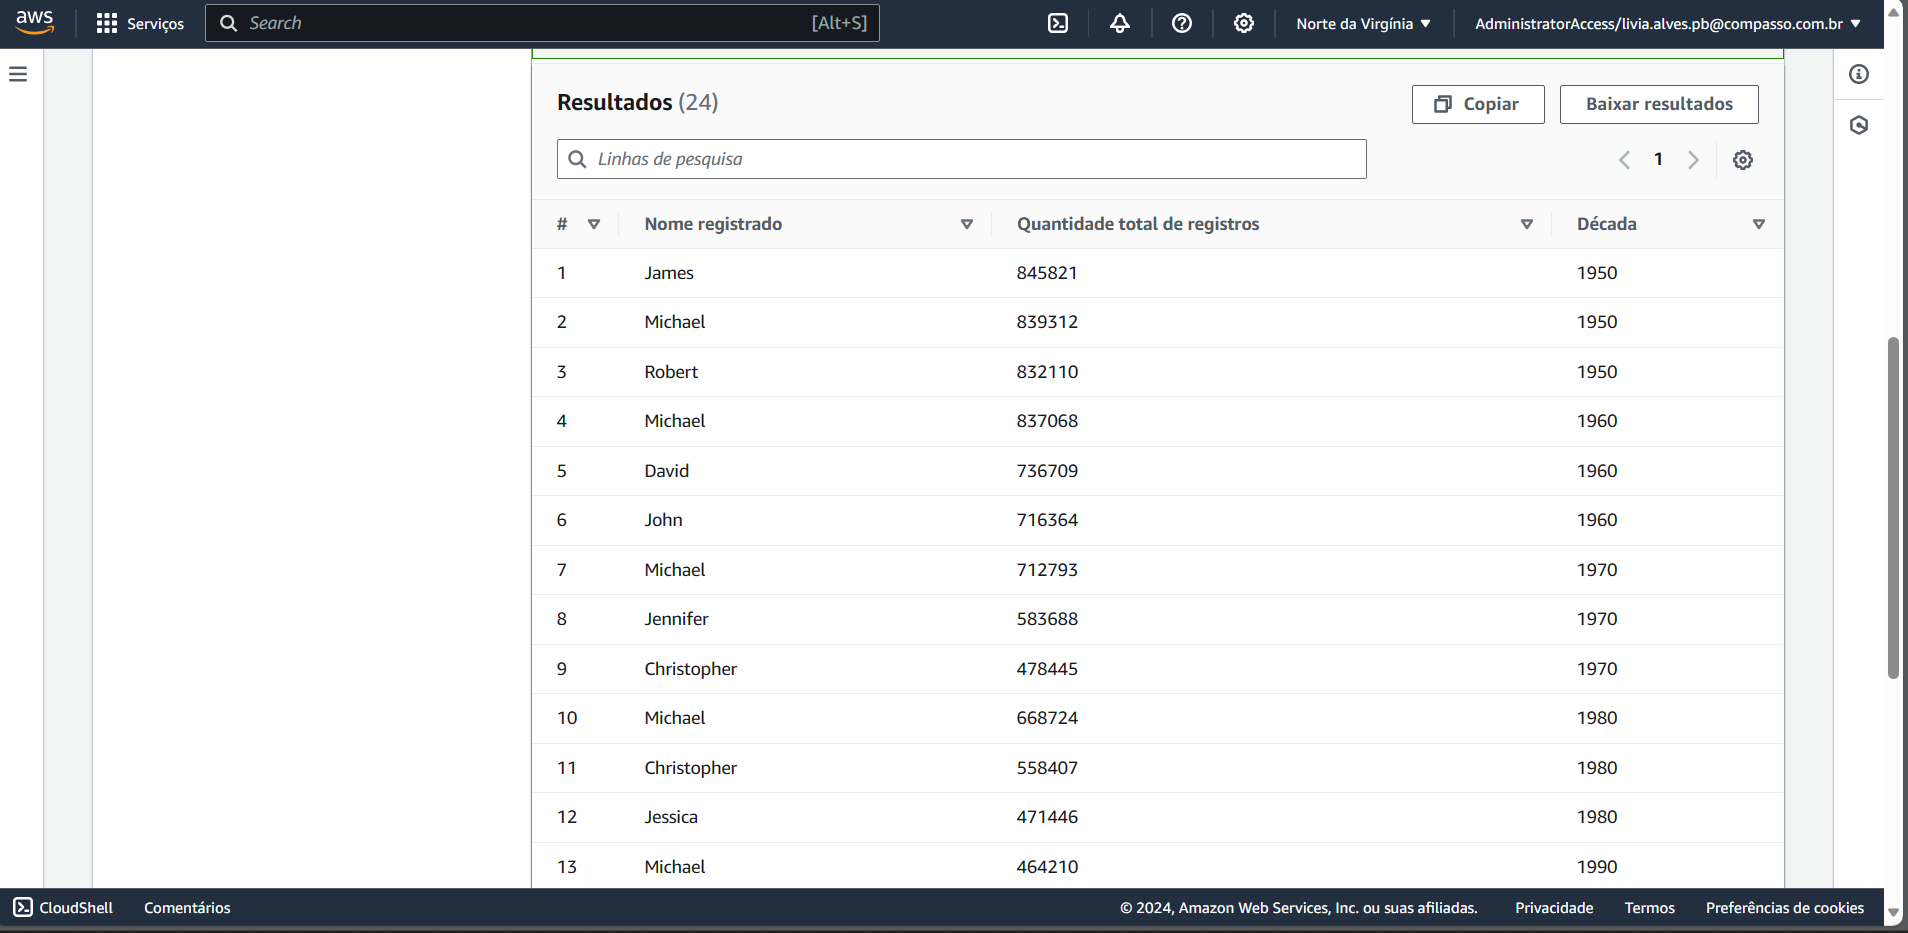 aws Serviços Search [Alt+S] Norte da Virgínia AdministratorAccess/livia.alves.pb@compasso.com.br
Resultados (24) Copiar Baixar resultados
Linhas de pesquisa 1
# Nome registrado Quantidade total de registros Década
1 James 845821 1950
2 Michael 839312 1950
3 Robert 832110 1950
4 Michael 837068 1960
5 David 736709 1960
6 John 716364 1960
7 Michael 712793 1970
8 Jennifer 583688 1970
9 Christopher 478445 1970
10 Michael 668724 1980
11 Christopher 558407 1980
12 Jessica 471446 1980
13 Michael 464210 1990
CloudShell Comentários © 2024, Amazon Web Services, Inc. ou suas afiliadas. Privacidade Termos Preferências de cookies